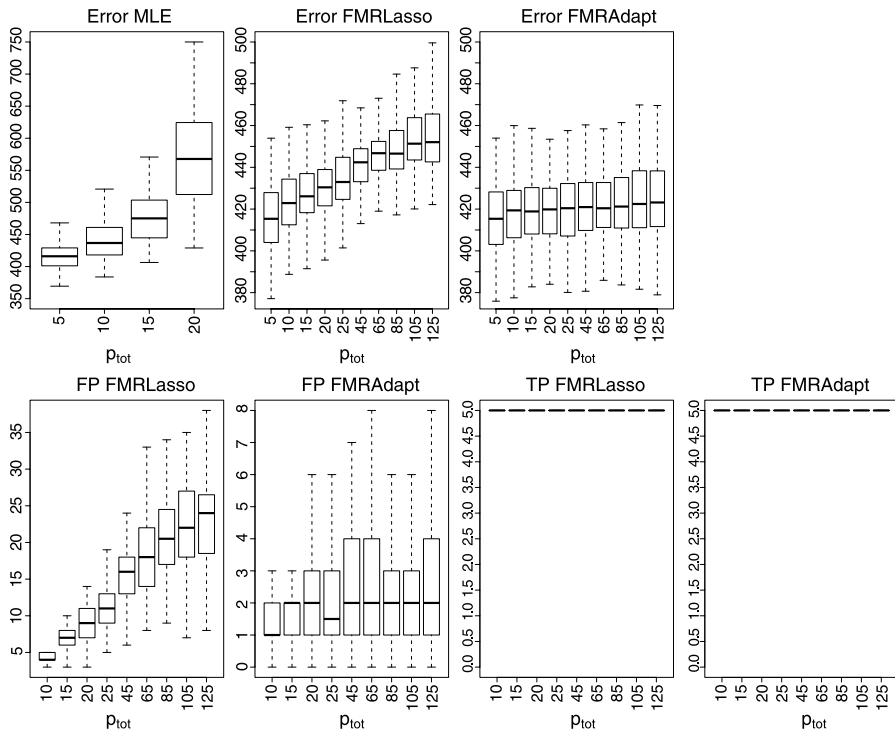 Error MLE
350 400 450 500 550 600 650 700 750
5 10 15 20
p_tot
Error FMRLasso
380 400 420 440 460 480 500
5 10 15 20 25 45 65 85 105 125
p_tot
Error FMRAdapt
380 400 420 440 460 480 500
5 10 15 20 25 45 65 85 105 125
p_tot
FP FMRLasso
5 10 15 20 25 30 35
10 15 20 25 45 65 85 105 125
p_tot
FP FMRAdapt
0 1 2 3 4 5 6 7 8
10 15 20 25 45 65 85 105 125
p_tot
TP FMRLasso
0.0 0.5 1.0 1.5 2.0 2.5 3.0 3.5 4.0 4.5 5.0
10 15 20 25 45 65 85 105 125
p_tot
TP FMRAdapt
0.0 0.5 1.0 1.5 2.0 2.5 3.0 3.5 4.0 4.5 5.0
10 15 20 25 45 65 85 105 125
p_tot